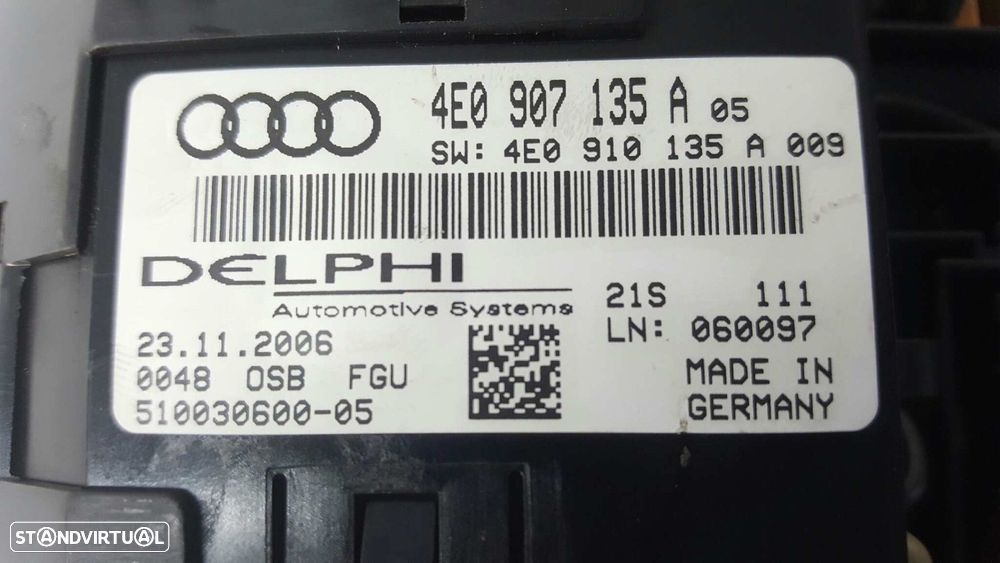 4E0 907 135 A 05
SW: 4E0 910 135 A 009
DELPHI
Automotive Systems
21S 111
LN: 060097
23.11.2006
0048 OSB FGU
510030600-05
MADE IN
GERMANY
STANDVIRTUAL